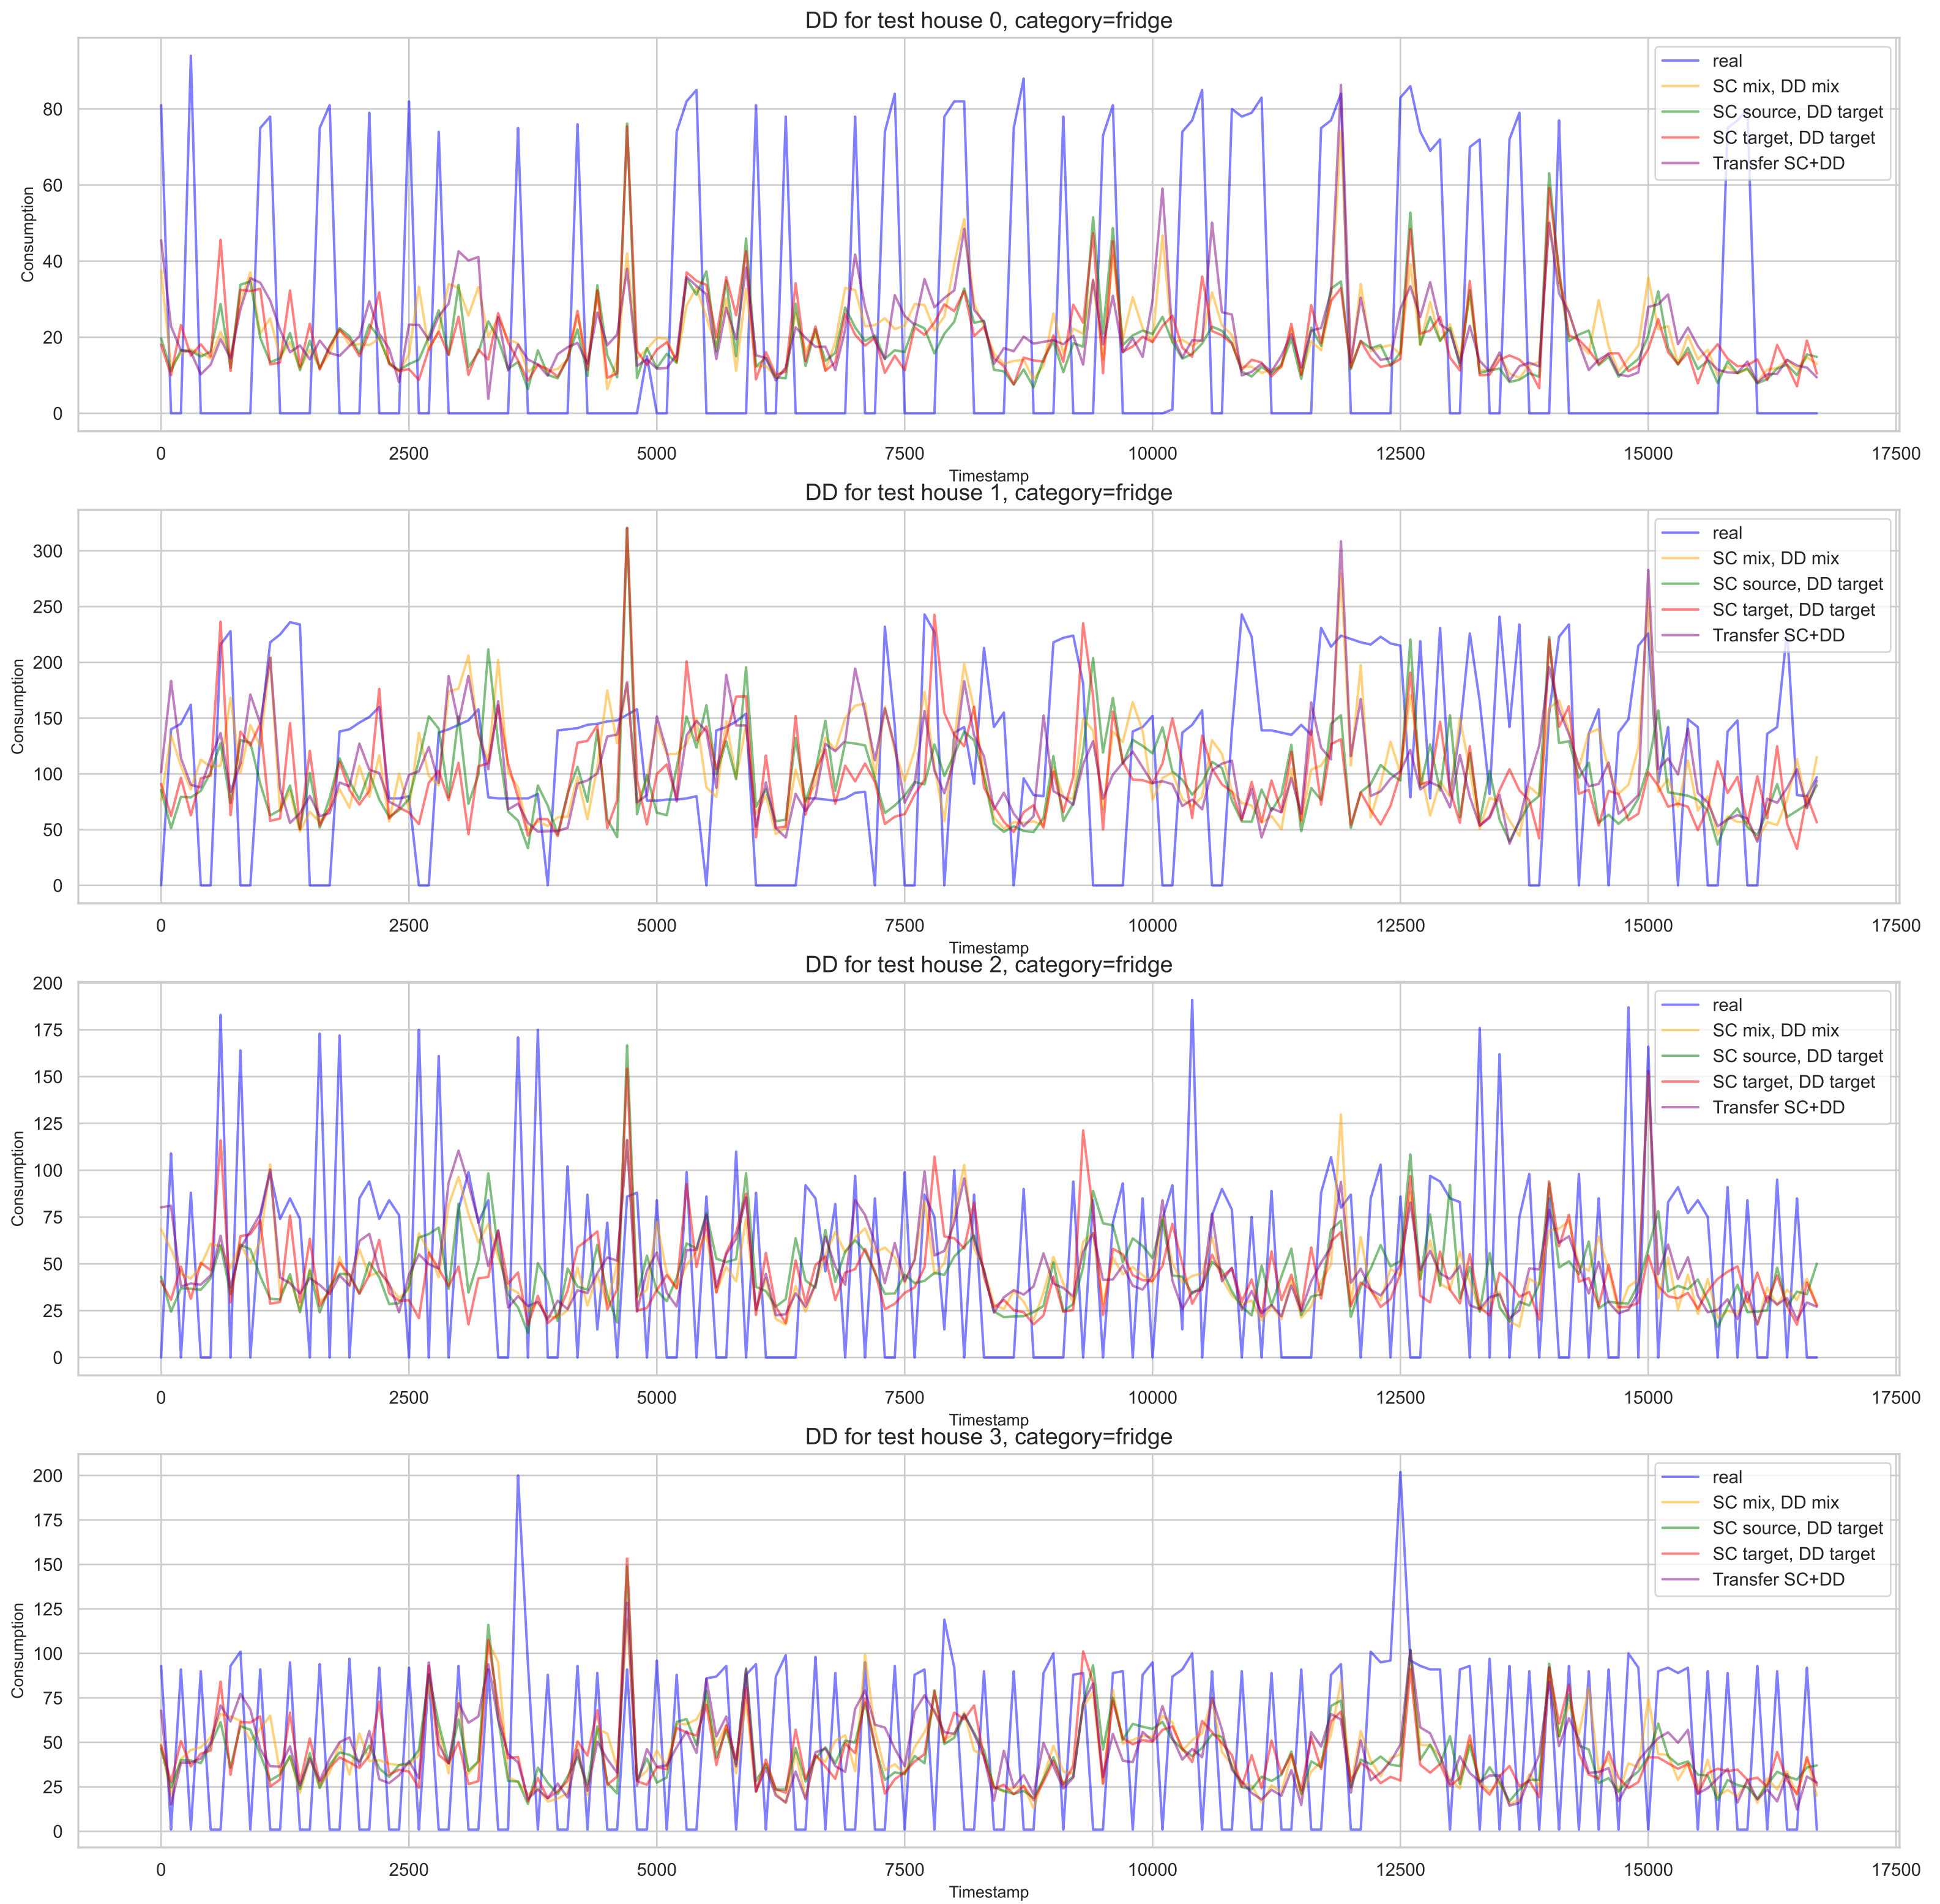 DD for test house 0, category=fridge
Consumption
80
60
40
20
0
real
SC mix, DD mix
SC source, DD target
SC target, DD target
Transfer SC+DD
0 2500 5000 7500 10000 12500 15000 17500
Timestamp
DD for test house 1, category=fridge
Consumption
300
250
200
150
100
50
0
real
SC mix, DD mix
SC source, DD target
SC target, DD target
Transfer SC+DD
0 2500 5000 7500 10000 12500 15000 17500
Timestamp
DD for test house 2, category=fridge
Consumption
200
175
150
125
100
75
50
25
0
real
SC mix, DD mix
SC source, DD target
SC target, DD target
Transfer SC+DD
0 2500 5000 7500 10000 12500 15000 17500
Timestamp
DD for test house 3, category=fridge
Consumption
200
175
150
125
100
75
50
25
0
real
SC mix, DD mix
SC source, DD target
SC target, DD target
Transfer SC+DD
0 2500 5000 7500 10000 12500 15000 17500
Timestamp